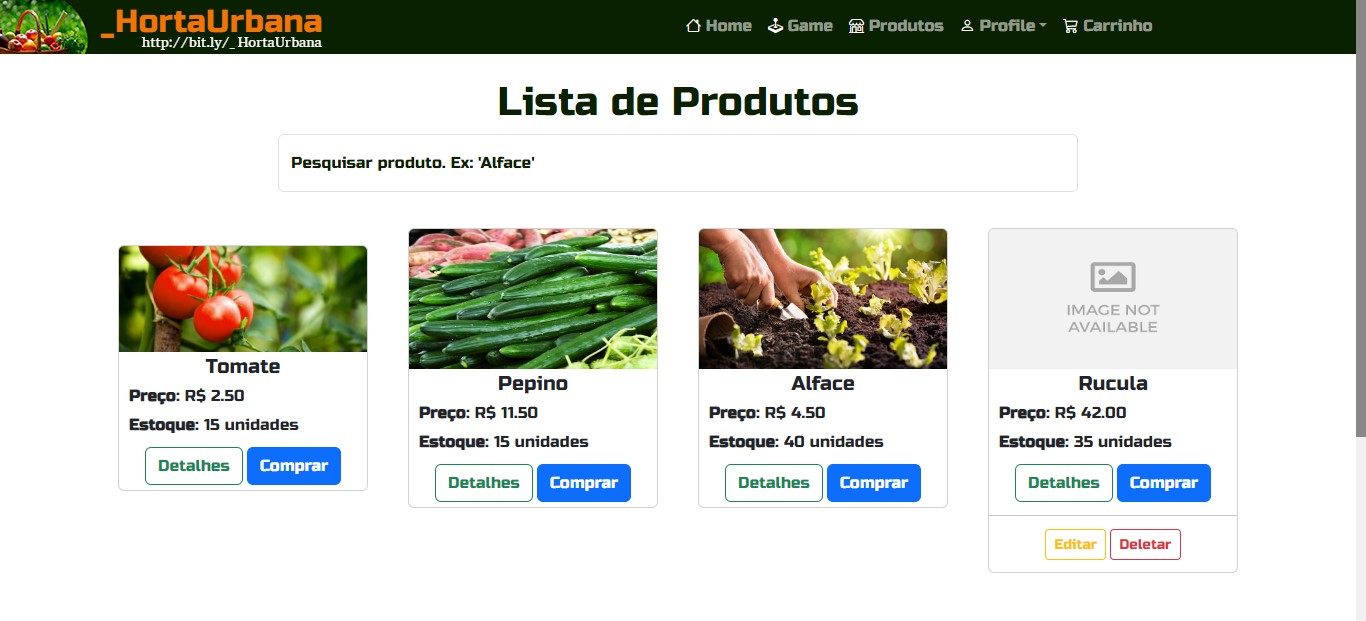 _HortaUrbana
http://bit.ly/_HortaUrbana
Home Game Produtos Profile Carrinho
Lista de Produtos
Pesquisar produto. Ex: 'Alface'
Tomate
Preço: R$ 2.50
Estoque: 15 unidades
Detalhes Comprar
Pepino
Preço: R$ 11.50
Estoque: 15 unidades
Detalhes Comprar
Alface
Preço: R$ 4.50
Estoque: 40 unidades
Detalhes Comprar
IMAGE NOT
AVAILABLE
Rucula
Preço: R$ 42.00
Estoque: 35 unidades
Detalhes Comprar
Editar Deletar